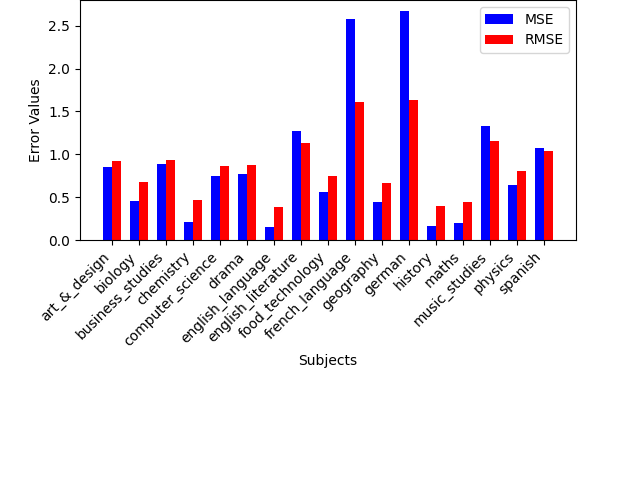 MSE
RMSE
2.5
2.0
1.5
1.0
0.5
0.0
Error Values
art_&_design
biology
business_studies
chemistry
computer_science
drama
english_language
english_literature
food_technology
french_language
geography
german
history
maths
music_studies
physics
spanish
Subjects